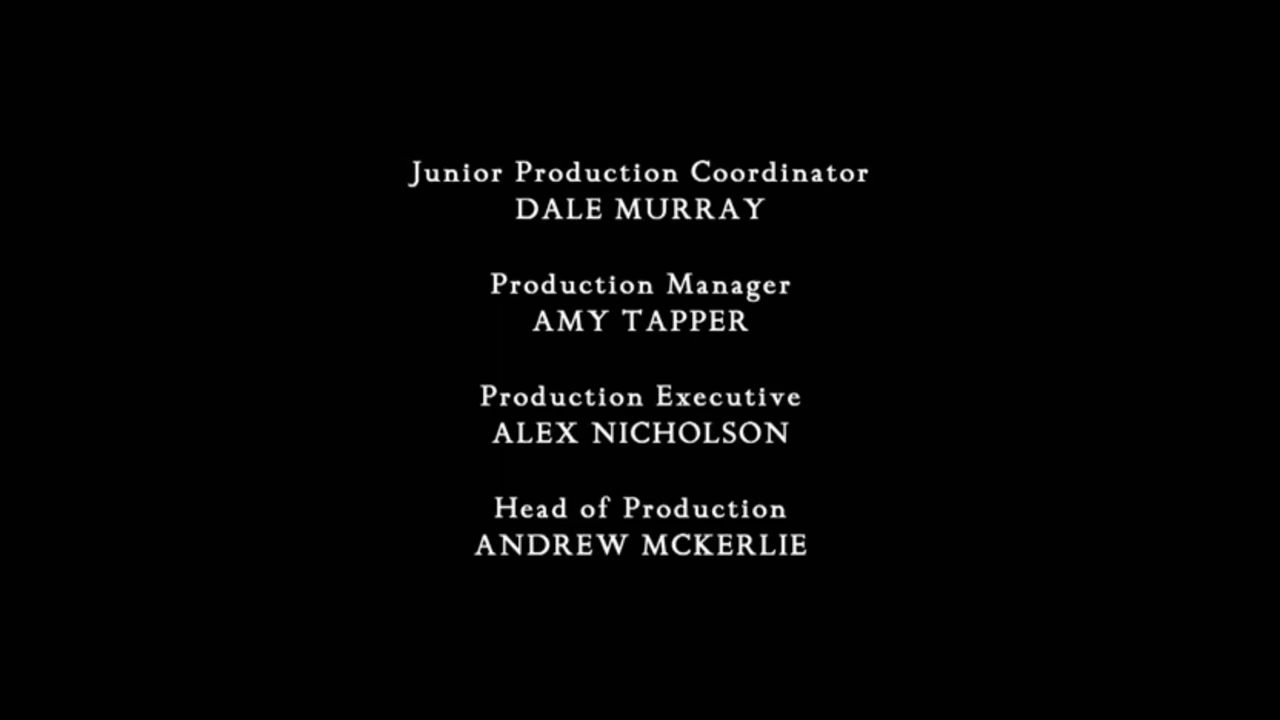 Junior Production Coordinator
DALE MURRAY
Production Manager
AMY TAPPER
Production Executive
ALEX NICHOLSON
Head of Production
ANDREW MCKERLIE